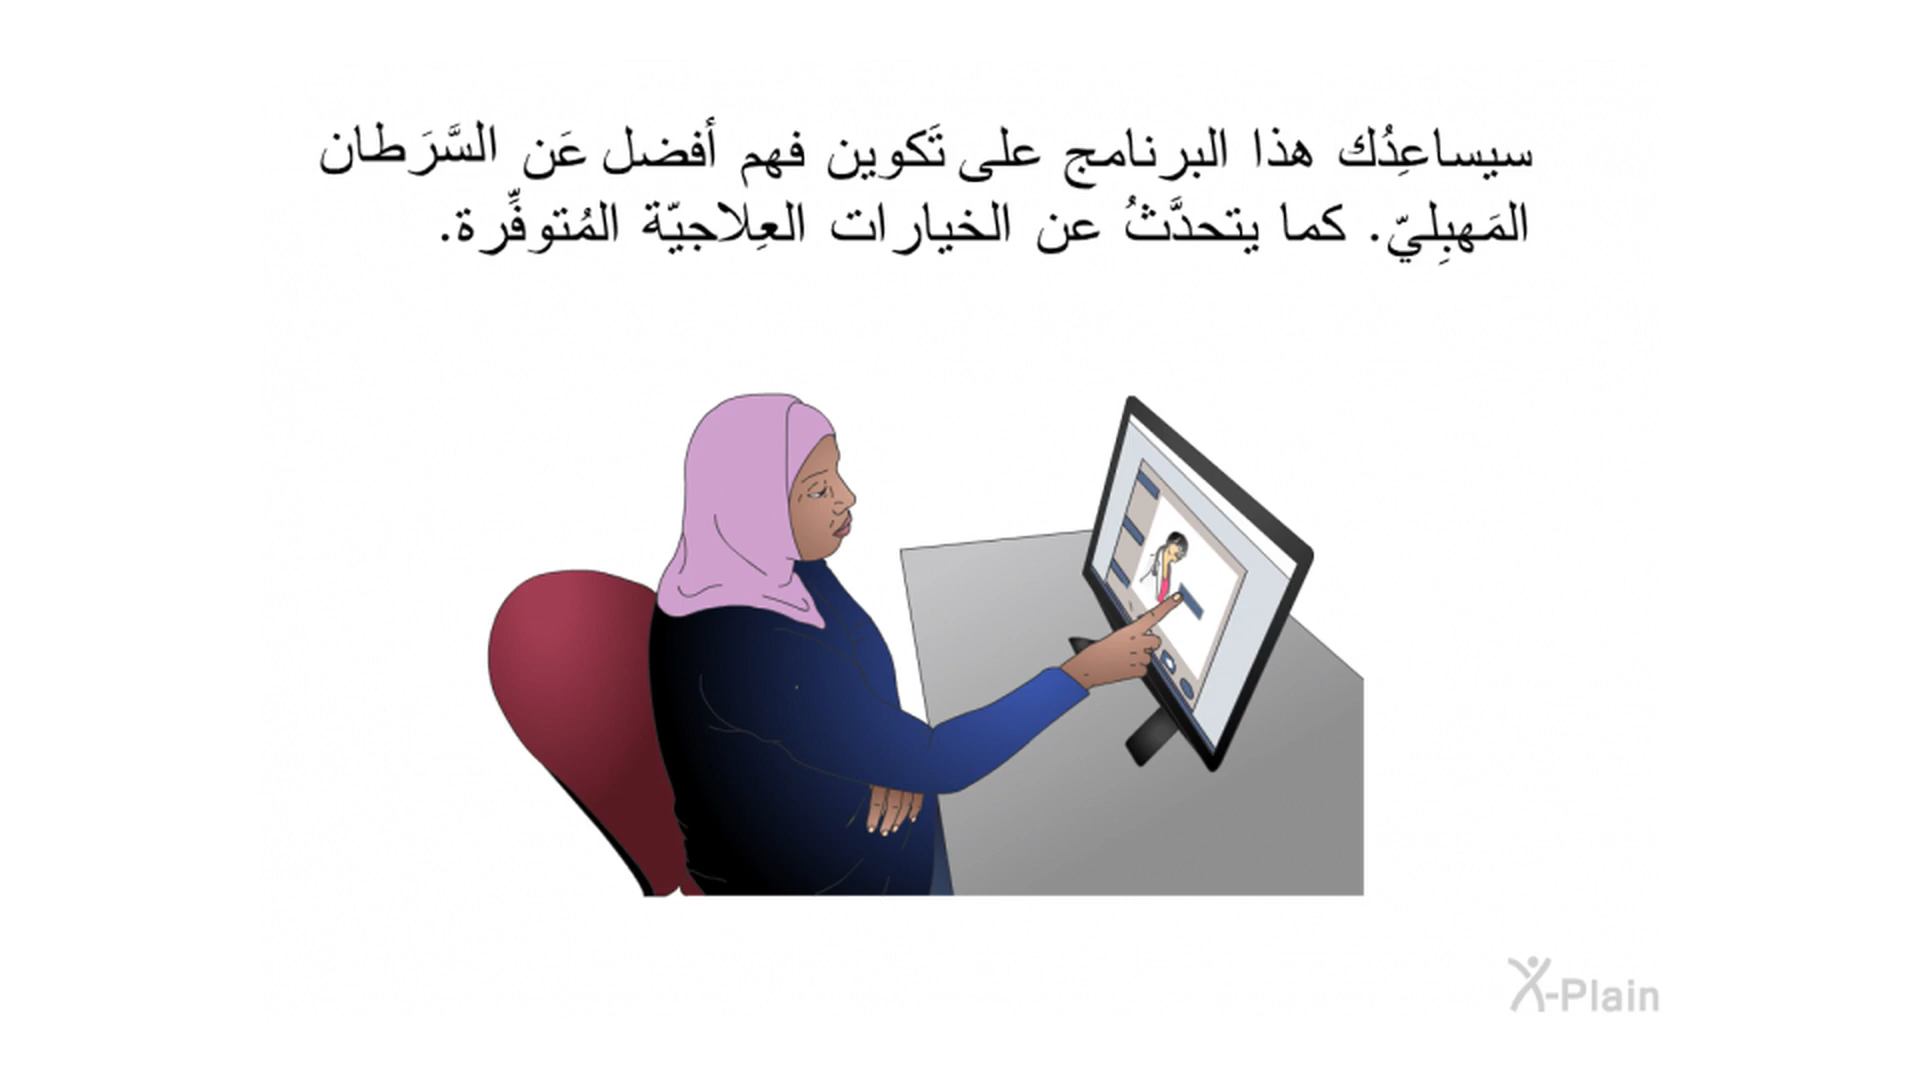 سيساعِدُك هذا البرنامج على تَكوين فهم أفضل عَن السَّرَطان
المَهبِليّ. كما يتحدَّثُ عن الخيارات العِلاجيّة المُتوفِّرة.
X-Plain